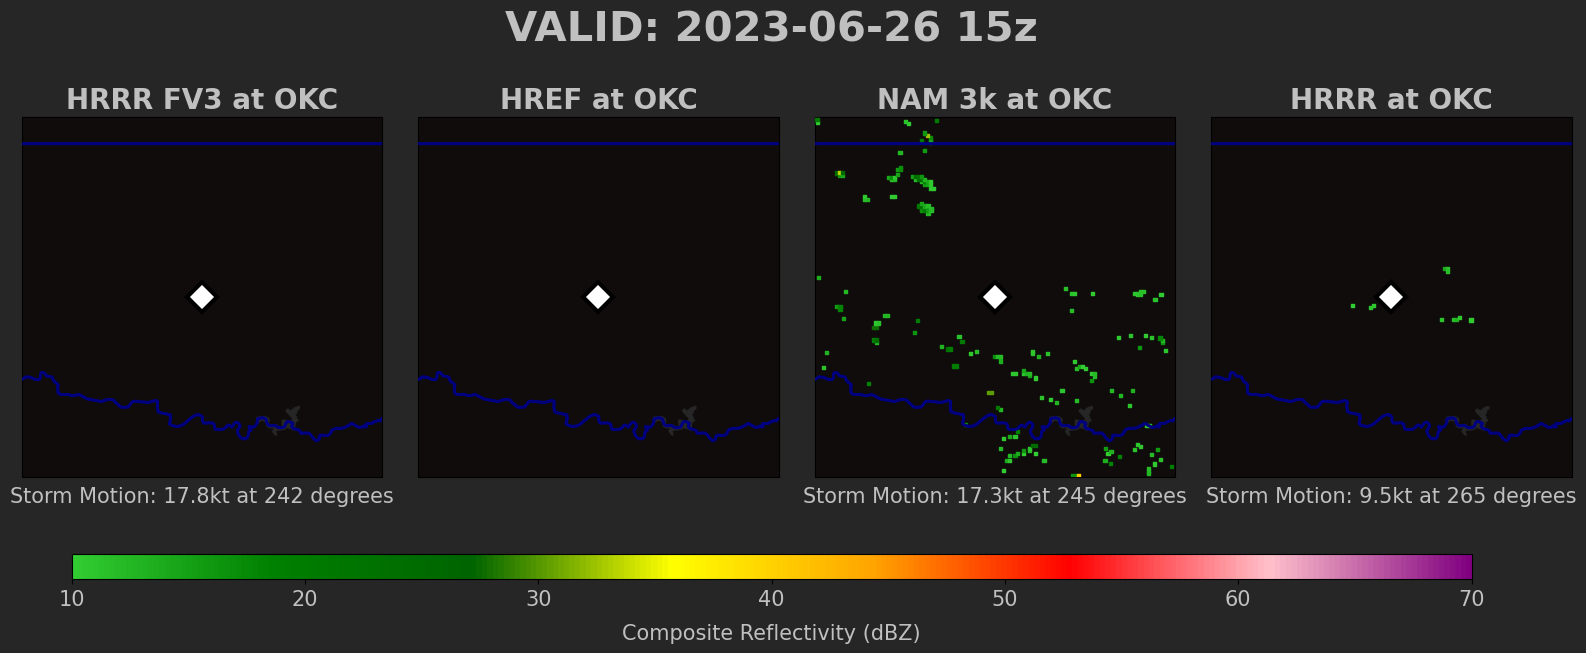 VALID: 2023-06-26 15z
HRRR FV3 at OKC
HREF at OKC
NAM 3k at OKC
HRRR at OKC
Storm Motion: 17.8kt at 242 degrees
Storm Motion: 17.3kt at 245 degrees
Storm Motion: 9.5kt at 265 degrees
10 20 30 40 50 60 70
Composite Reflectivity (dBZ)